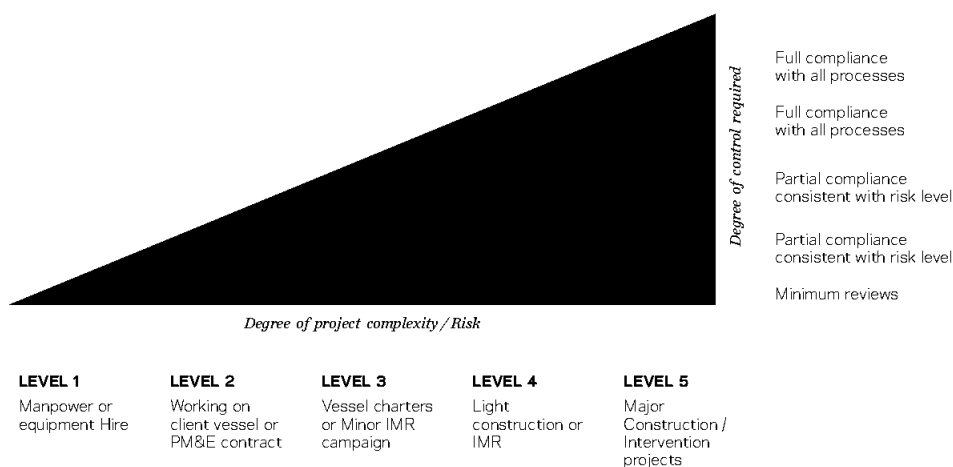 Full compliance
with all processes
Full compliance
with all processes
Degree of control required
Partial compliance
consistent with risk level
Partial compliance
consistent with risk level
Minimum reviews
Degree of project complexity / Risk
LEVEL 1
Manpower or
equipment Hire
LEVEL 2
Working on
client vessel or
PM&E contract
LEVEL 3
Vessel charters
or Minor IMR
campaign
LEVEL 4
Light
construction or
IMR
LEVEL 5
Major
Construction /
Intervention
projects